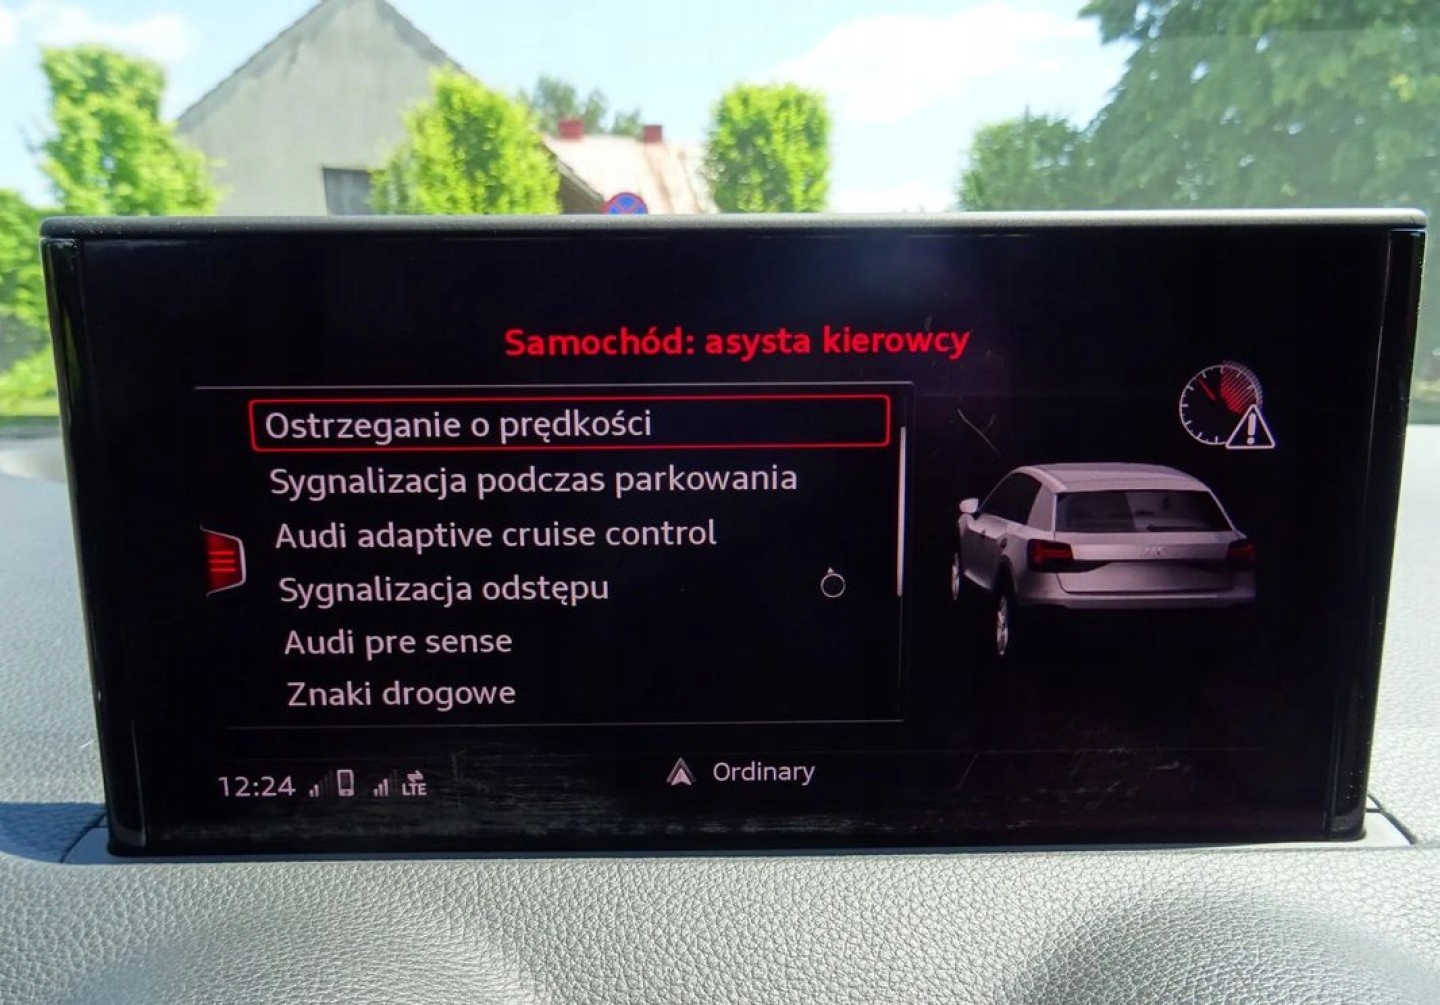 Samochód: asysta kierowcy
Ostrzeganie o prędkości
Sygnalizacja podczas parkowania
Audi adaptive cruise control
Sygnalizacja odstępu
Audi pre sense
Znaki drogowe
12:24 LTE
Ordinary